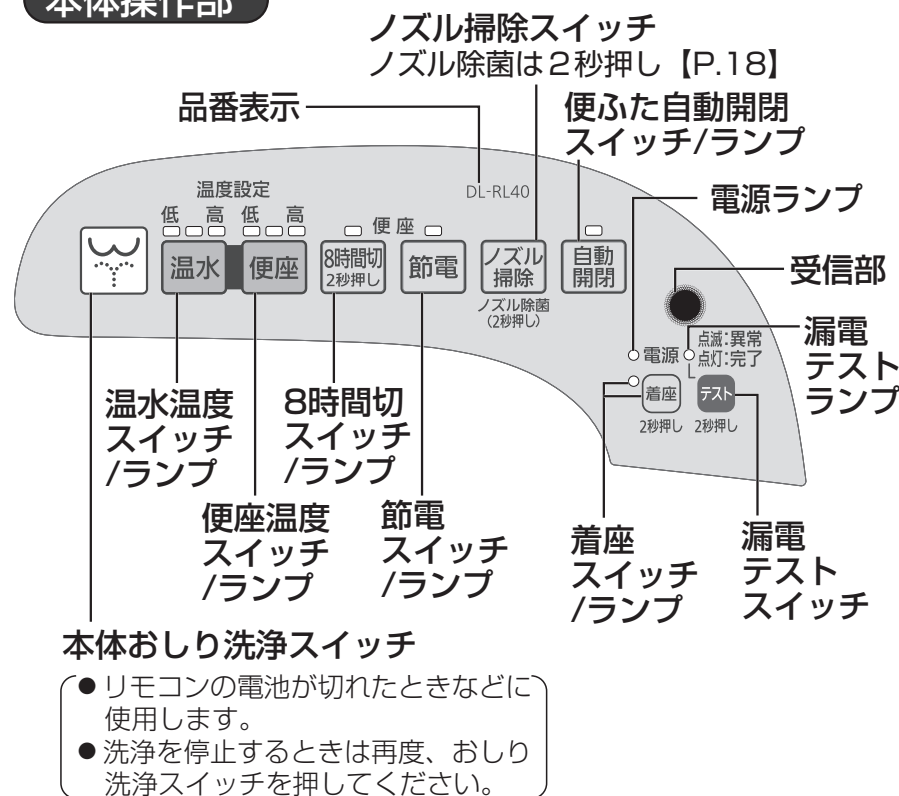 本体操作部
ノズル掃除スイッチ
ノズル除菌は2秒押し【P.18】
品番表示
便ふた自動開閉
スイッチ/ランプ
電源ランプ
受信部
漏電
テスト
ランプ
温度設定
低 高 低 高
便座
DL-RL40
温水
便座
8時間切
2秒押し
節電
ノズル
掃除
ノズル除菌
(2秒押し)
自動
開閉
点滅:異常
点灯:完了
電源
着座
2秒押し
テスト
2秒押し
温水温度
スイッチ
/ランプ
8時間切
スイッチ
/ランプ
便座温度
スイッチ
/ランプ
節電
スイッチ
/ランプ
着座
スイッチ
/ランプ
漏電
テスト
スイッチ
本体おしり洗浄スイッチ
●リモコンの電池が切れたときなどに
使用します。
●洗浄を停止するときは再度、おしり
洗浄スイッチを押してください。